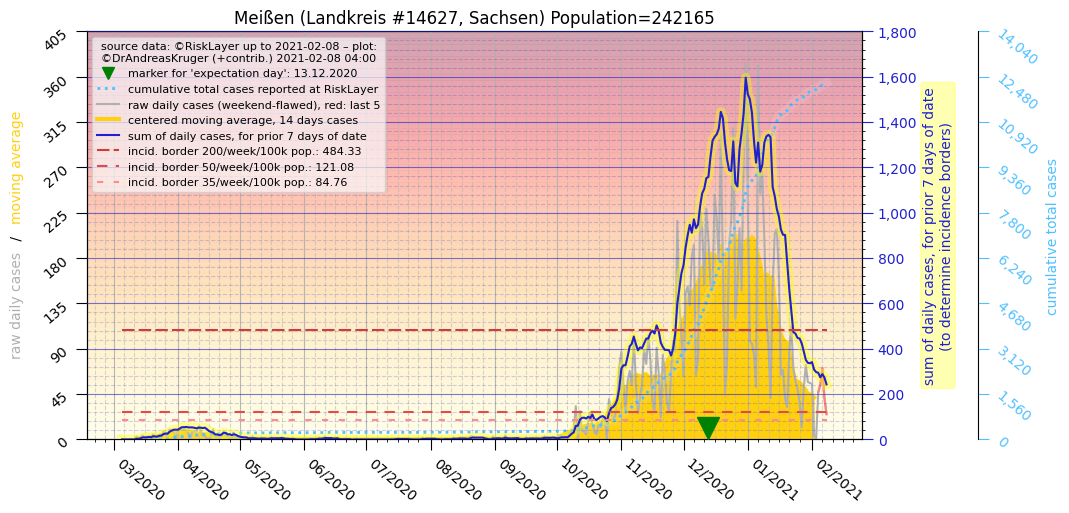 Meißen (Landkreis #14627, Sachsen) Population=242165
source data: ©RiskLayer up to 2021-02-08 – plot:
©DrAndreasKruger (+contrib.) 2021-02-08 04:00
marker for 'expectation day': 13.12.2020
cumulative total cases reported at RiskLayer
raw daily cases (weekend-flawed), red: last 5
centered moving average, 14 days cases
sum of daily cases, for prior 7 days of date
incid. border 200/week/100k pop.: 484.33
incid. border 50/week/100k pop.: 121.08
incid. border 35/week/100k pop.: 84.76
raw daily cases / moving average
405
360
315
270
225
180
135
90
45
0
03/2020
04/2020
05/2020
06/2020
07/2020
08/2020
09/2020
10/2020
11/2020
12/2020
01/2021
02/2021
1,800
1,600
1,400
1,200
1,000
800
600
400
200
0
sum of daily cases, for prior 7 days of date
(to determine incidence borders)
14,040
12,480
10,920
9,360
7,800
6,240
4,680
3,120
1,560
0
cumulative total cases